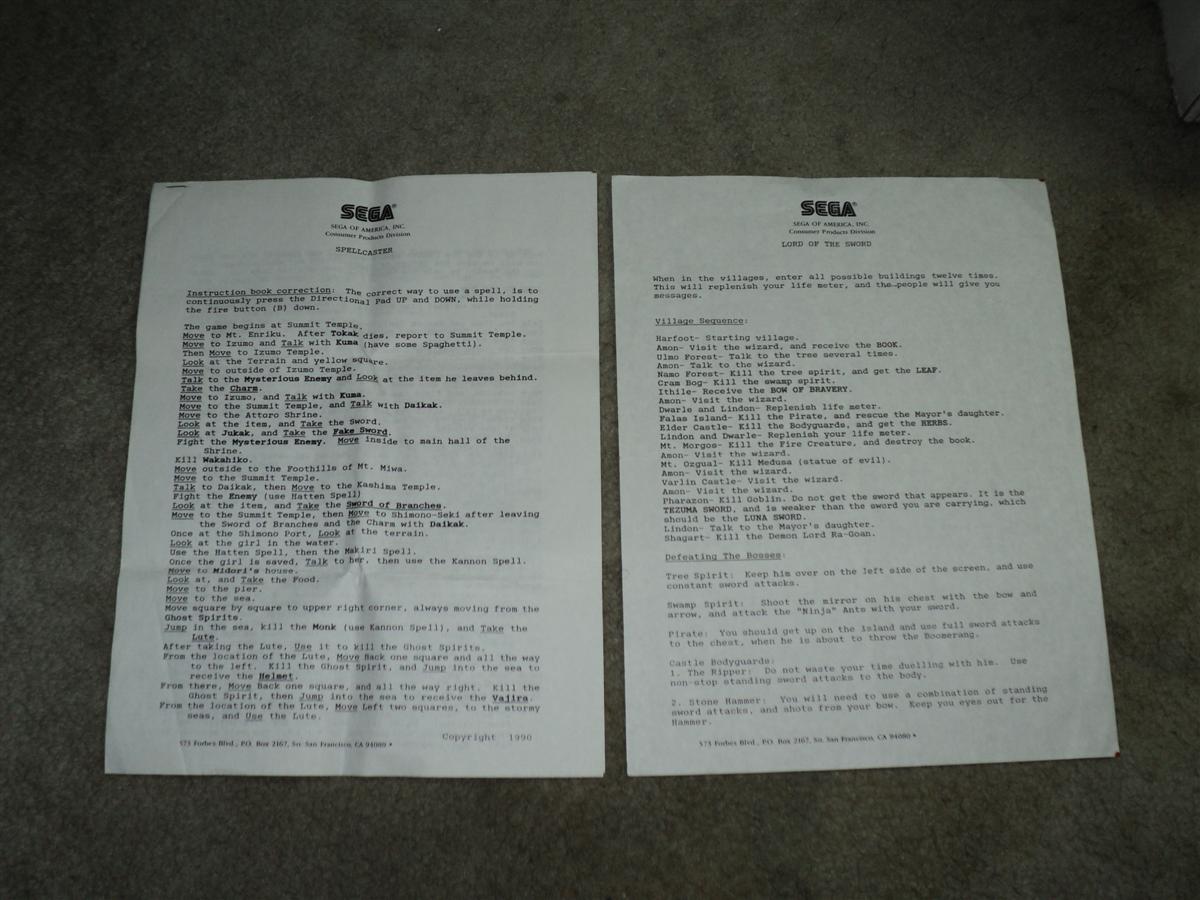 SEGA®
SEGA OF AMERICA, INC.
Consumer Products Division
SPELLCASTER
Instruction book correction: The correct way to use a spell, is to
continuously press the Directional Pad UP and DOWN, while holding
the fire button (B) down.
The game begins at Summit Temple.
Move to Mt. Enriku. After Tokak dies, report to Summit Temple.
Move to Izumo and Talk with Kuma (have some Spaghetti).
Then Move to Izumo Temple.
Look at the Terrain and yellow square.
Move to outside of Izumo Temple.
Talk to the Mysterious Enemy and Look at the item he leaves behind.
Take the Charm.
Move to Izumo, and Talk with Kuma.
Move to the Summit Temple, and Talk with Daikak.
Move to the Attoro Shrine.
Look at the item, and Take the Sword.
Look at Jukak, and Take the Fake Sword.
Fight the Mysterious Enemy. Move inside to main hall of the
Shrine.
Kill Wakahiko.
Move outside to the Foothills of Mt. Miwa.
Move to the Summit Temple.
Talk to Daikak, then Move to the Kashima Temple.
Fight the Enemy (use Hatten Spell)
Look at the item, and Take the Sword of Branches.
Move to the Summit Temple, then Move to Shimono-Seki after leaving
the Sword of Branches and the Charm with Daikak.
Once at the Shimono Port, Look at the terrain.
Look at the girl in the water.
Use the Hatten Spell, then the Makiri Spell.
Once the girl is saved, Talk to her, then use the Kannon Spell.
Move to Midori's house.
Look at, and Take the Food.
Move to the pier.
Move to the sea.
Move square by square to upper right corner, always moving from the
Ghost Spirits.
Jump in the sea, kill the Monk (use Kannon Spell), and Take the
Lute.
After taking the Lute, Use it to kill the Ghost Spirits.
From the location of the Lute, Move Back one square and all the way
to the left. Kill the Ghost Spirit, and Jump into the sea to
receive the Helmet.
From there, Move Back one square, and all the way right. Kill the
Ghost Spirit, then Jump into the sea to receive the Vajira.
From the location of the Lute, Move Left two squares, to the stormy
seas, and Use the Lute.
Copyright 1990
573 Forbes Blvd., P.O. Box 2167, So. San Francisco, CA 94080 •
SEGA®
SEGA OF AMERICA, INC.
Consumer Products Division
LORD OF THE SWORD
When in the villages, enter all possible buildings twelve times.
This will replenish your life meter, and the people will give you
messages.
Village Sequence:
Harfoot- Starting village.
Amon- Visit the wizard, and receive the BOOK.
Ulmo Forest- Talk to the tree several times.
Amon- Talk to the wizard.
Namo Forest- Kill the tree spirit, and get the LEAF.
Cram Bog- Kill the swamp spirit.
Ithile- Receive the BOW OF BRAVERY.
Amon- Visit the wizard.
Dwarle and Lindon- Replenish life meter.
Falas Island- Kill the Pirate, and rescue the Mayor's daughter.
Elder Castle- Kill the Bodyguards, and get the HERBS.
Lindon and Dwarle- Replenish your life meter.
Mt. Morgos- Kill the Fire Creature, and destroy the book.
Amon- Visit the wizard.
Mt. Ozgual- Kill Medusa (statue of evil).
Amon- Visit the wizard.
Varlin Castle- Visit the wizard.
Amon- Visit the wizard.
Pharazon- Kill Goblin. Do not get the sword that appears. It is the
TEZUMA SWORD, and is weaker than the sword you are carrying, which
should be the LUNA SWORD.
Lindon- Talk to the Mayor's daughter.
Shagart- Kill the Demon Lord Ra-Goan.
Defeating The Bosses:
Tree Spirit: Keep him over on the left side of the screen, and use
constant sword attacks.
Swamp Spirit: Shoot the mirror on his chest with the bow and
arrow, and attack the "Ninja" Ants with your sword.
Pirate: You should get up on the island and use full sword attacks
to the chest, when he is about to throw the Boomerang.
Castle Bodyguards:
1. The Ripper: Do not waste your time duelling with him. Use
non-stop standing sword attacks to the body.
2. Stone Hammer: You will need to use a combination of standing
sword attacks, and shots from your bow. Keep you eyes out for the
Hammer.
573 Forbes Blvd., P.O. Box 2167, So. San Francisco, CA 94080 •